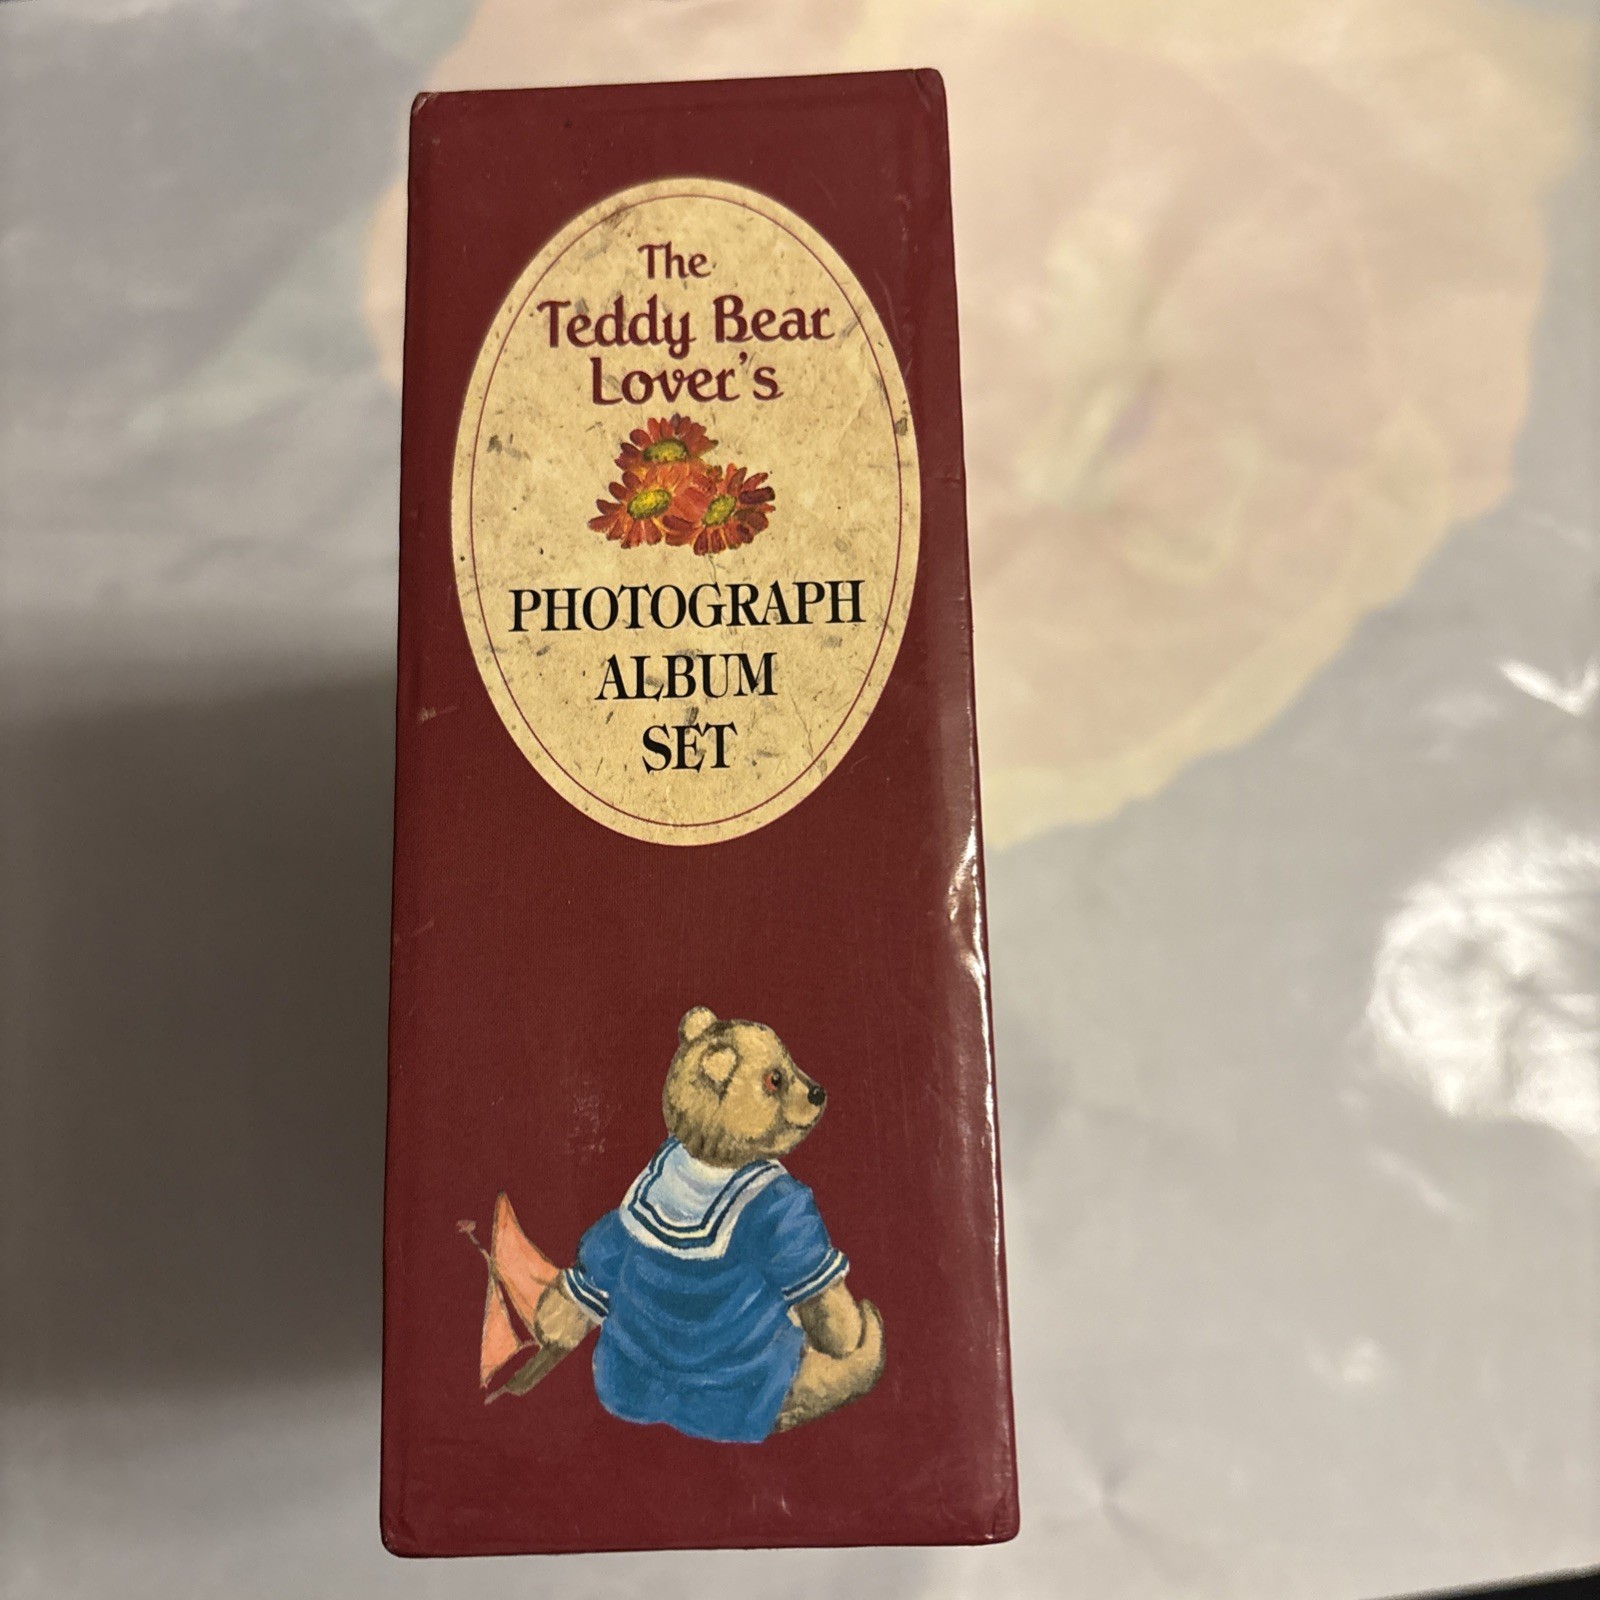 The
Teddy Bear
Lover's
PHOTOGRAPH
ALBUM
SET